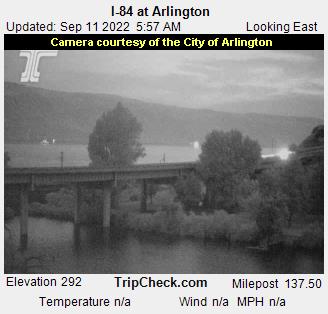 I-84 at Arlington
Updated: Sep 11 2022 5:57 AM Looking East
Camera courtesy of the City of Arlington
Elevation 292 TripCheck.com Milepost 137.50
Temperature n/a Wind n/a MPH n/a